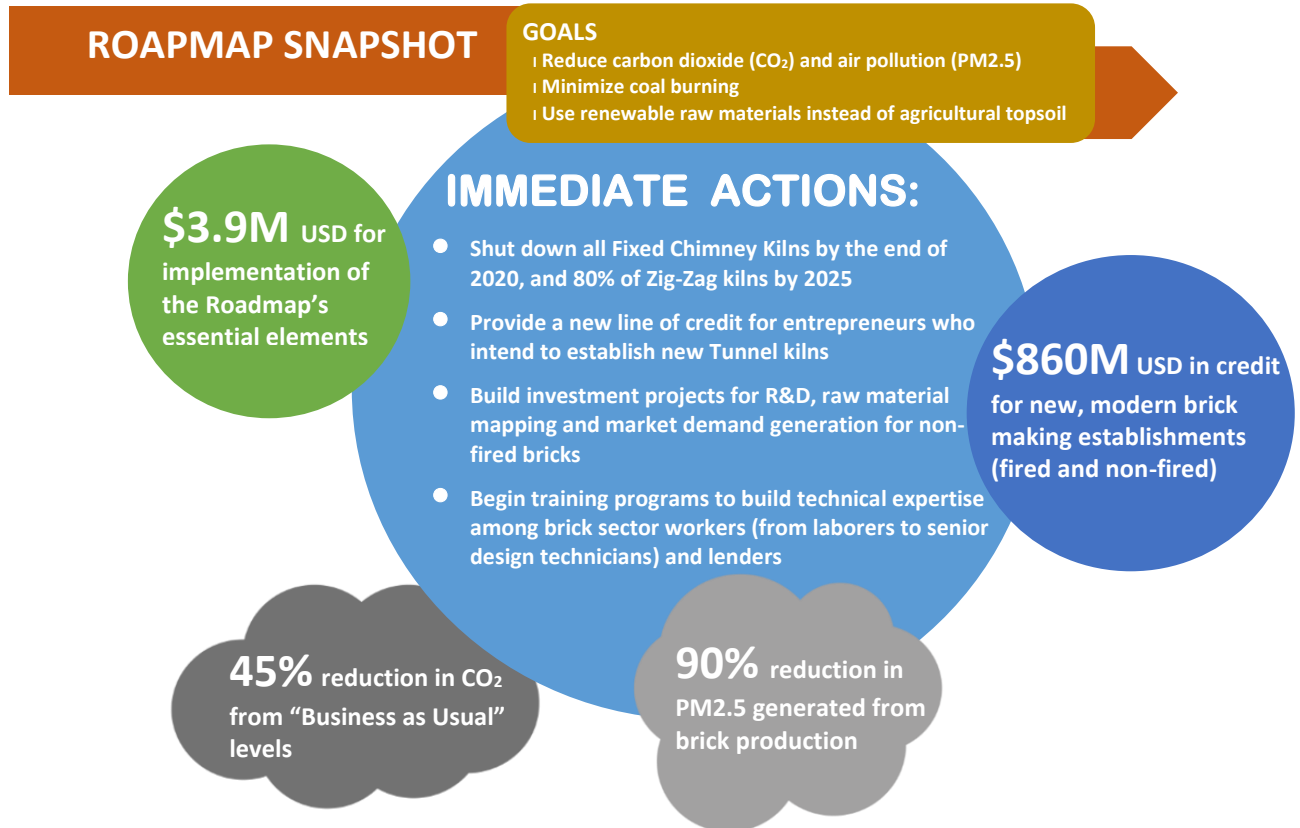 ROAPMAP SNAPSHOT
GOALS
ı Reduce carbon dioxide (CO₂) and air pollution (PM2.5)
ı Minimize coal burning
ı Use renewable raw materials instead of agricultural topsoil
IMMEDIATE ACTIONS:
● Shut down all Fixed Chimney Kilns by the end of
2020, and 80% of Zig-Zag kilns by 2025
● Provide a new line of credit for entrepreneurs who
intend to establish new Tunnel kilns
● Build investment projects for R&D, raw material
mapping and market demand generation for non-
fired bricks
● Begin training programs to build technical expertise
among brick sector workers (from laborers to senior
design technicians) and lenders
$3.9M USD for
implementation of
the Roadmap’s
essential elements
$860M USD in credit
for new, modern brick
making establishments
(fired and non-fired)
45% reduction in CO₂
from “Business as Usual”
levels
90% reduction in
PM2.5 generated from
brick production